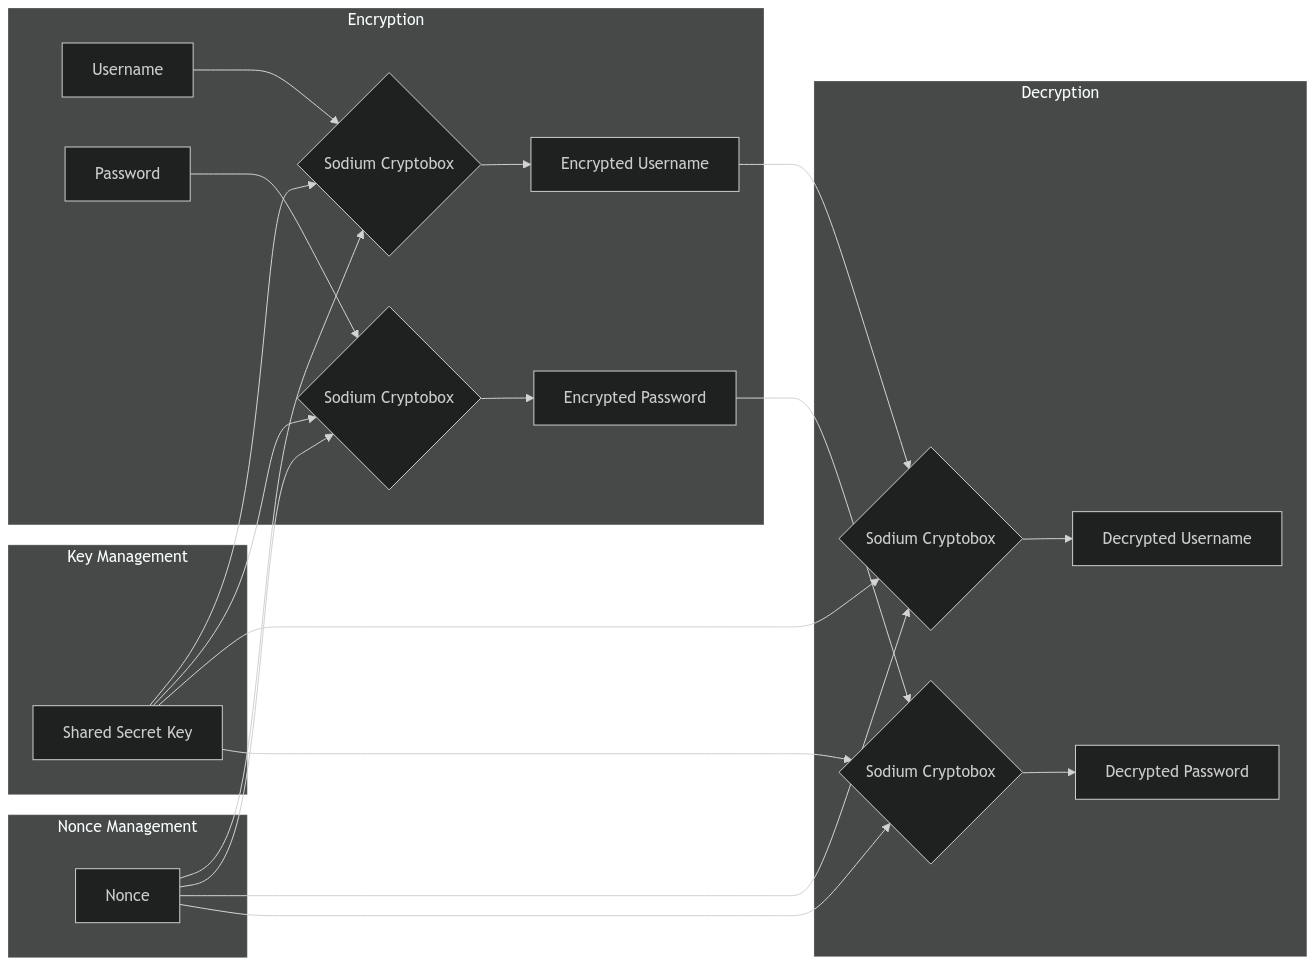 Encryption
Username
Password
Sodium Cryptobox
Encrypted Username
Sodium Cryptobox
Encrypted Password
Key Management
Shared Secret Key
Nonce Management
Nonce
Decryption
Sodium Cryptobox
Decrypted Username
Sodium Cryptobox
Decrypted Password